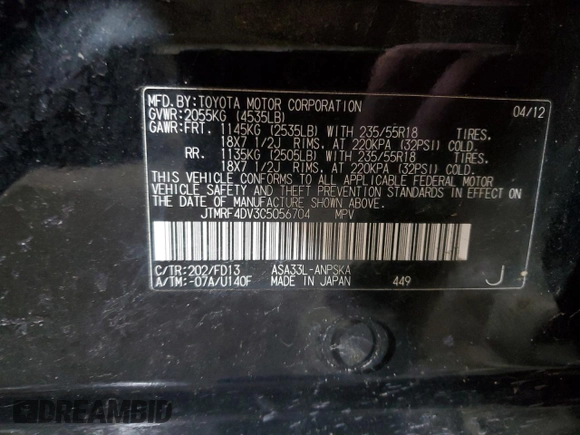 MFD.BY:TOYOTA MOTOR CORPORATION 04/12
GVWR:2055KG (4535LB)
GAWR:FRT. 1145KG (2535LB) WITH 235/55R18 TIRES.
18X7 1/2J RIMS. AT 220KPA (32PSI) COLD.
RR. 1135KG (2505LB) WITH 235/55R18 TIRES.
18X7 1/2J RIMS. AT 220KPA (32PSI) COLD.
THIS VEHICLE CONFORMS TO ALL APPLICABLE FEDERAL MOTOR
VEHICLE SAFETY AND THEFT PREVENTION STANDARDS IN EFFECT ON
THE DATE OF MANUFACTURE SHOWN ABOVE.
JTMRF4DV3C5056704 MPV
C/TR:202/FD13 ASA33L-ANPSKA
A/TM:-07A/U140F MADE IN JAPAN 449 J
DREAMBID